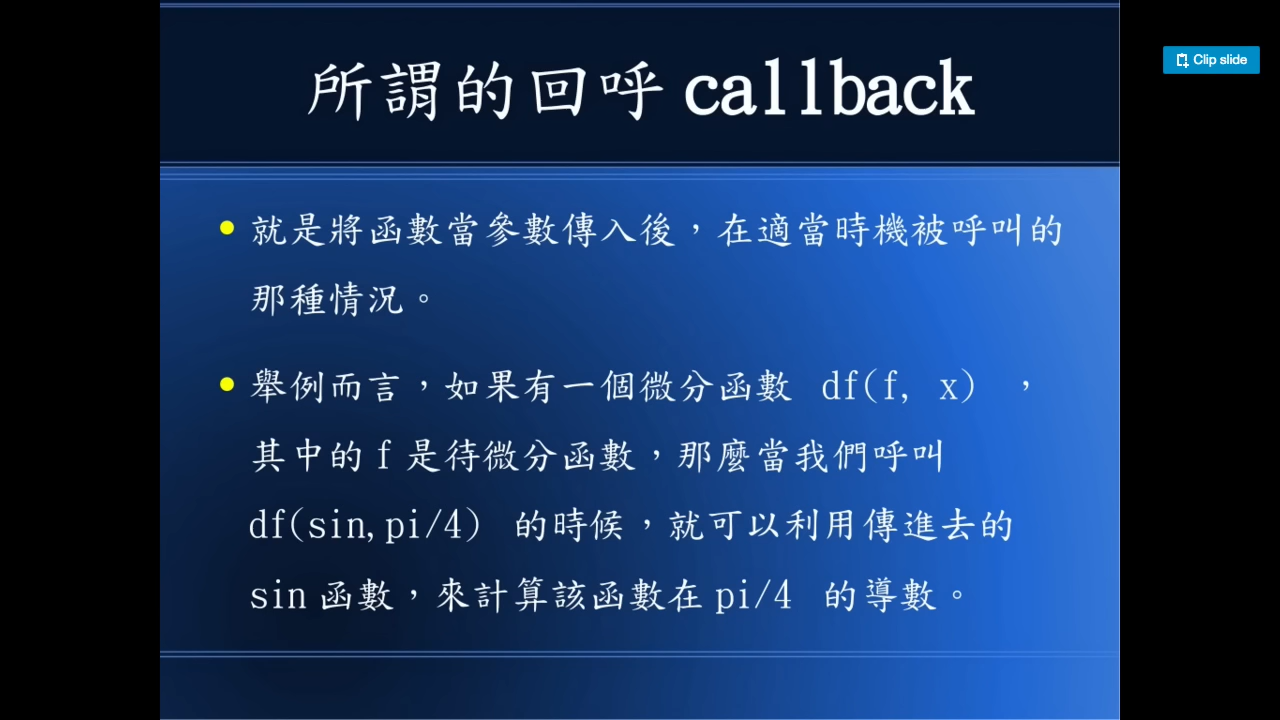 所謂的回呼 callback
Clip slide
就是將函數當參數傳入後，在適當時機被呼叫的
那種情況。
舉例而言，如果有一個微分函數 df(f, x) ，
其中的 f 是待微分函數，那麼當我們呼叫
df(sin,pi/4) 的時候，就可以利用傳進去的
sin 函數，來計算該函數在 pi/4 的導數。